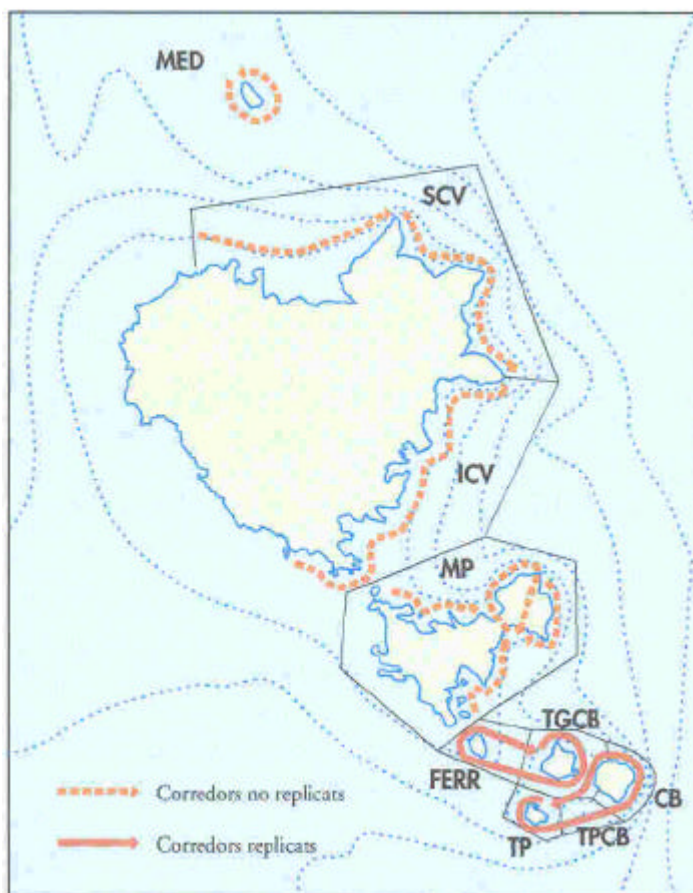 MED
SCV
ICV
MP
TGCB
FERR
CB
TPCB
TP
Corredors no replicats
Corredors replicats